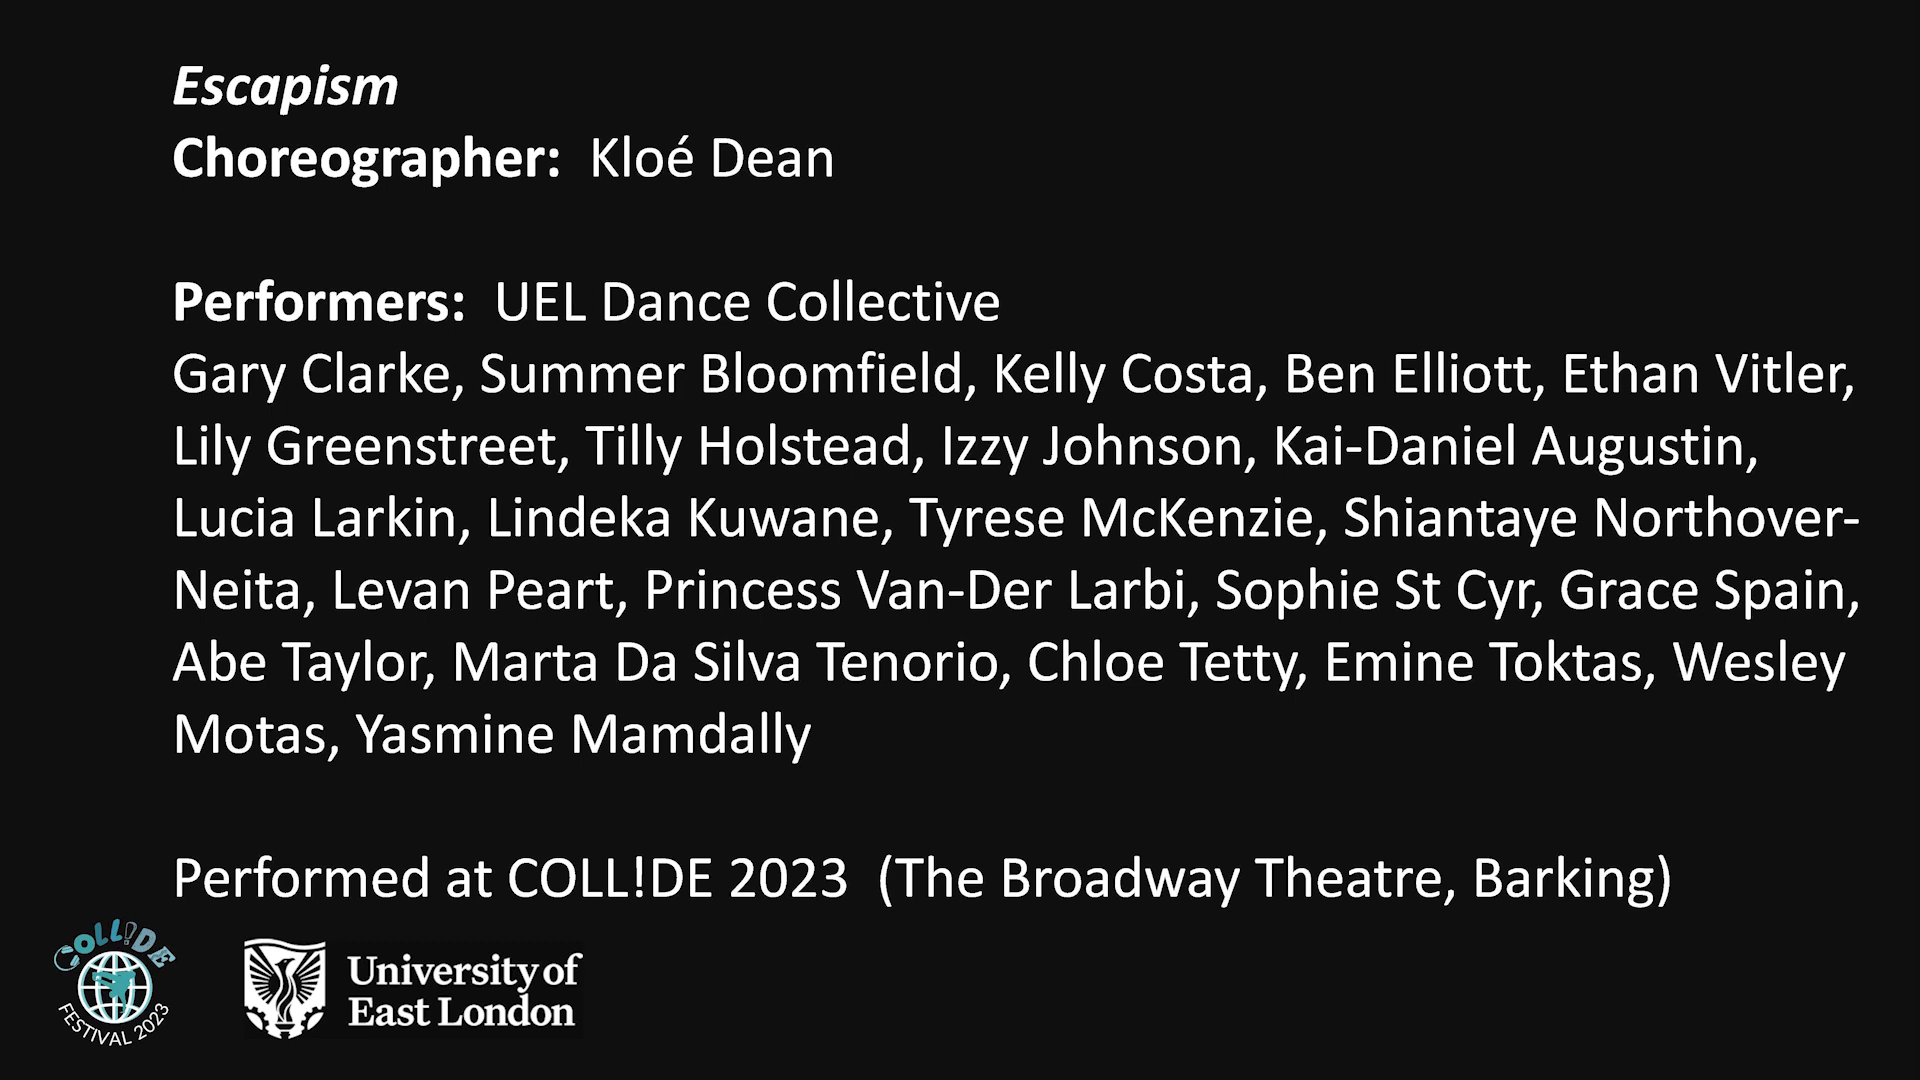 Escapism
Choreographer: Kloé Dean
Performers: UEL Dance Collective
Gary Clarke, Summer Bloomfield, Kelly Costa, Ben Elliott, Ethan Vitler,
Lily Greenstreet, Tilly Holstead, Izzy Johnson, Kai-Daniel Augustin,
Lucia Larkin, Lindeka Kuwane, Tyrese McKenzie, Shiantaye Northover-
Neita, Levan Peart, Princess Van-Der Larbi, Sophie St Cyr, Grace Spain,
Abe Taylor, Marta Da Silva Tenorio, Chloe Tetty, Emine Toktas, Wesley
Motas, Yasmine Mamdally
Performed at COLL!DE 2023 (The Broadway Theatre, Barking)
COLL!DE
FESTIVAL 2023
University of
East London